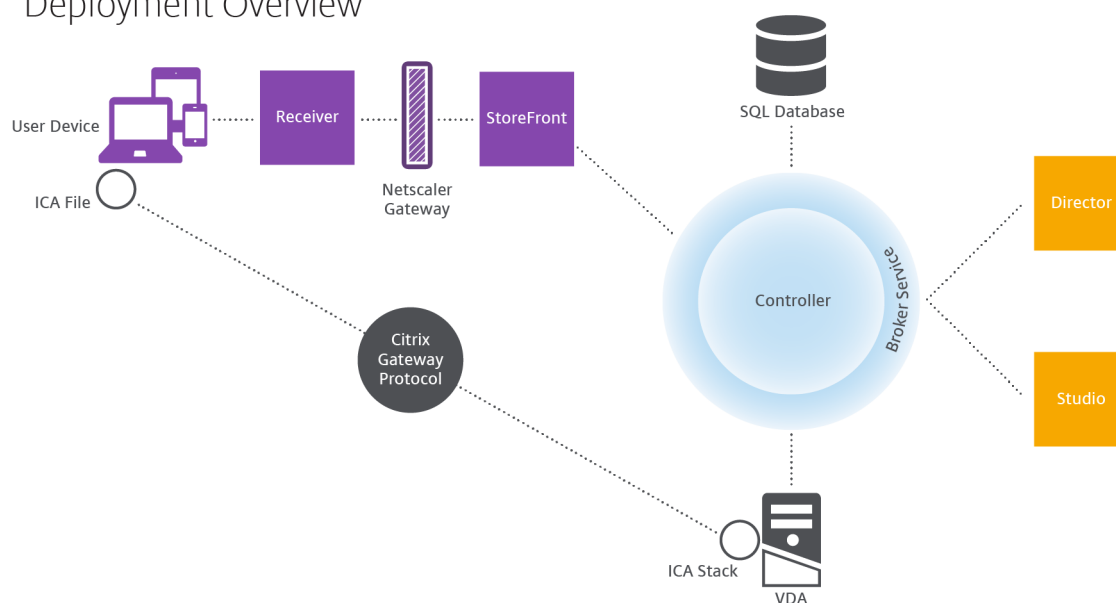 Deployment Overview
SQL Database
User Device
Receiver
StoreFront
Netscaler
Gateway
ICA File
Director
Broker Service
Controller
Citrix
Gateway
Protocol
Studio
ICA Stack
VDA